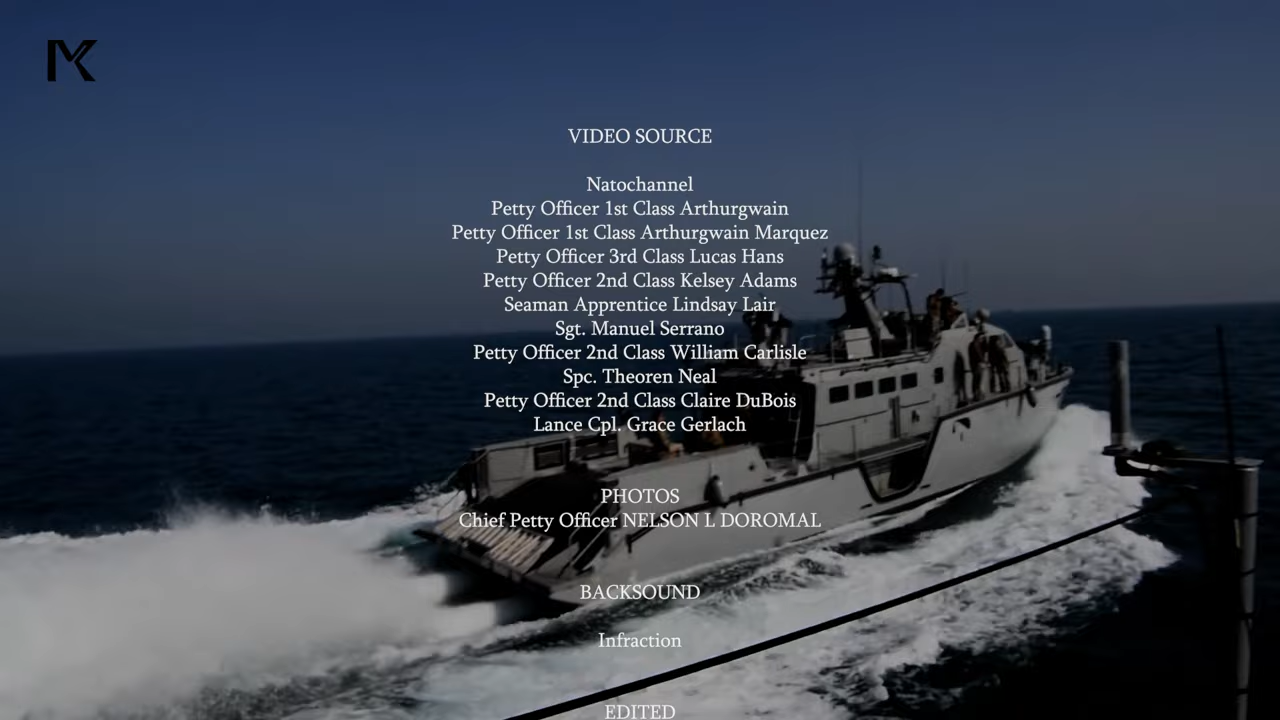 MK
VIDEO SOURCE
Natochannel
Petty Officer 1st Class Arthurgwain
Petty Officer 1st Class Arthurgwain Marquez
Petty Officer 3rd Class Lucas Hans
Petty Officer 2nd Class Kelsey Adams
Seaman Apprentice Lindsay Lair
Sgt. Manuel Serrano
Petty Officer 2nd Class William Carlisle
Spc. Theoren Neal
Petty Officer 2nd Class Claire DuBois
Lance Cpl. Grace Gerlach
PHOTOS
Chief Petty Officer NELSON L DOROMAL
BACKSOUND
Infraction
EDITED